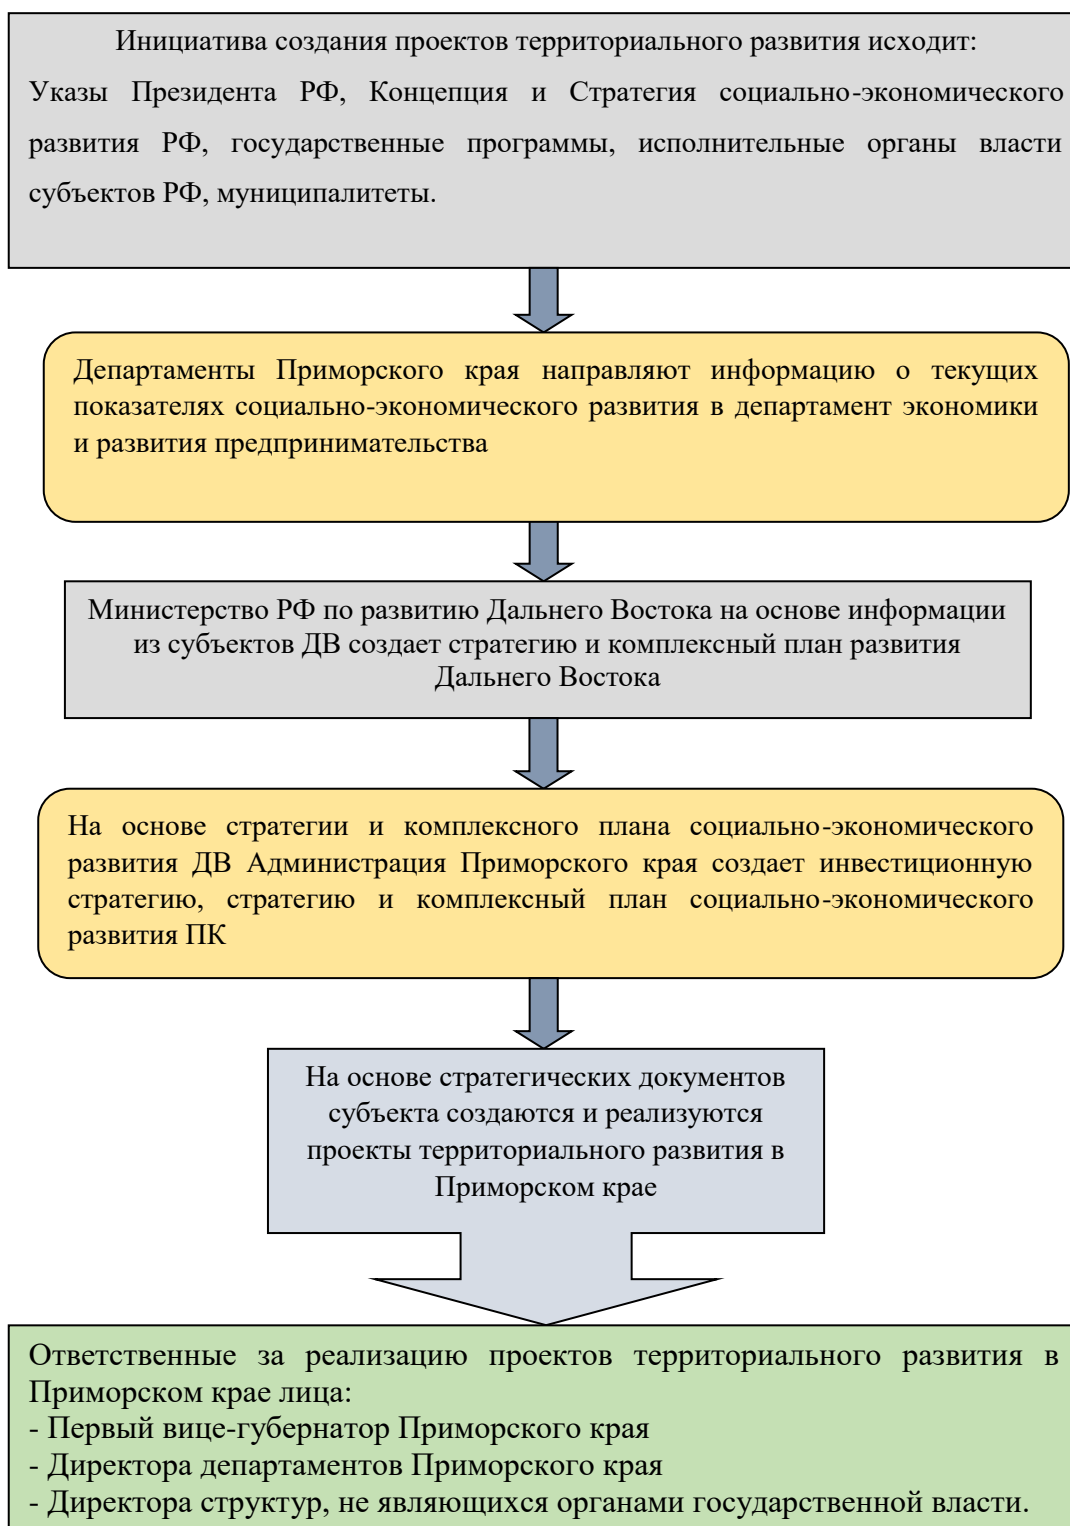 Инициатива создания проектов территориального развития исходит:
Указы Президента РФ, Концепция и Стратегия социально-экономического
развития РФ, государственные программы, исполнительные органы власти
субъектов РФ, муниципалитеты.
Департаменты Приморского края направляют информацию о текущих
показателях социально-экономического развития в департамент экономики
и развития предпринимательства
Министерство РФ по развитию Дальнего Востока на основе информации
из субъектов ДВ создает стратегию и комплексный план развития
Дальнего Востока
На основе стратегии и комплексного плана социально-экономического
развития ДВ Администрация Приморского края создает инвестиционную
стратегию, стратегию и комплексный план социально-экономического
развития ПК
На основе стратегических документов
субъекта создаются и реализуются
проекты территориального развития в
Приморском крае
Ответственные за реализацию проектов территориального развития в
Приморском крае лица:
- Первый вице-губернатор Приморского края
- Директора департаментов Приморского края
- Директора структур, не являющихся органами государственной власти.